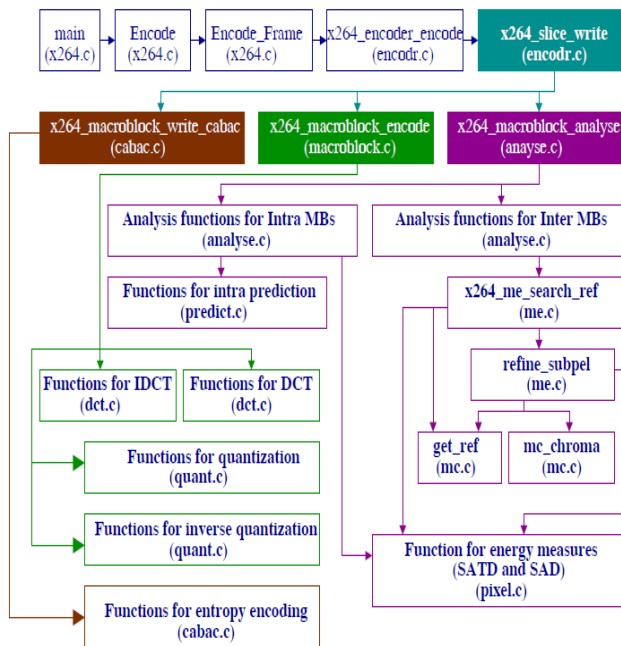 main
(x264.c)
Encode
(x264.c)
Encode_Frame
(x264.c)
x264_encoder_encode
(encodr.c)
x264_slice_write
(encodr.c)
x264_macroblock_write_cabac
(cabac.c)
x264_macroblock_encode
(macroblock.c)
x264_macroblock_analyse
(anayse.c)
Analysis functions for Intra MBs
(analyse.c)
Analysis functions for Inter MBs
(analyse.c)
Functions for intra prediction
(predict.c)
x264_me_search_ref
(me.c)
refine_subpel
(me.c)
Functions for IDCT
(dct.c)
Functions for DCT
(dct.c)
get_ref
(mc.c)
mc_chroma
(mc.c)
Functions for quantization
(quant.c)
Functions for inverse quantization
(quant.c)
Function for energy measures
(SATD and SAD)
(pixel.c)
Functions for entropy encoding
(cabac.c)